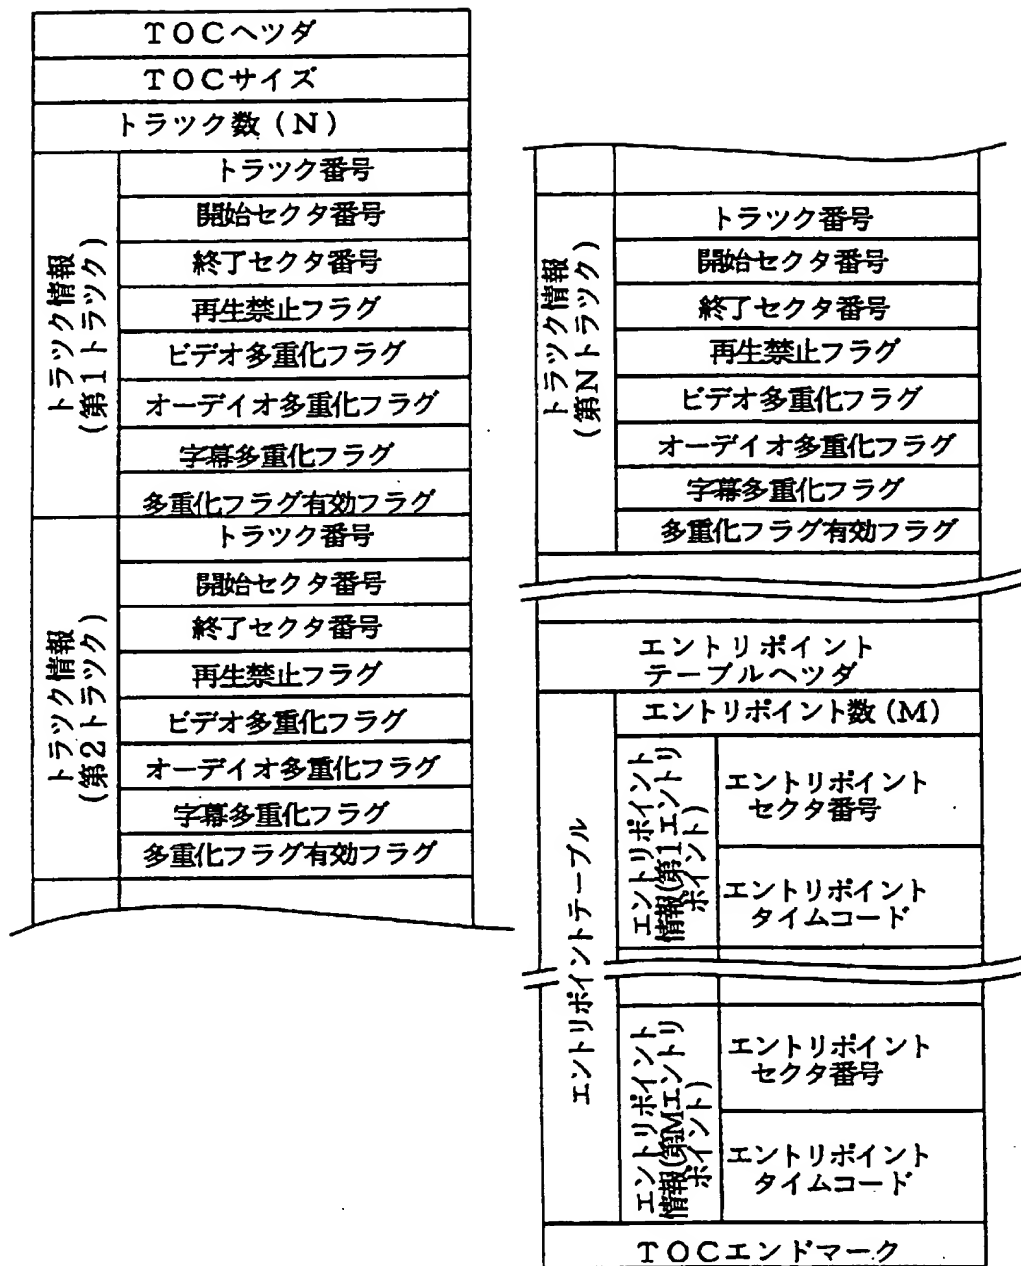 TOCヘツダ
TOCサイズ
トラック数(N)
トラック情報
(第1トラツク)
トラツク番号
開始セクタ番号
終了セクタ番号
再生禁止フラグ
ビデオ多重化フラグ
オーデイオ多重化フラグ
字幕多重化フラグ
多重化フラグ有効フラグ
トラツク情報
(第2トラツク)
トラツク番号
開始セクタ番号
終了セクタ番号
再生禁止フラグ
ビデオ多重化フラグ
オーデイオ多重化フラグ
字幕多重化フラグ
多重化フラグ有効フラグ
トラツク情報
(第Nトラツク)
トラツク番号
開始セクタ番号
終了セクタ番号
再生禁止フラグ
ビデオ多重化フラグ
オーデイオ多重化フラグ
字幕多重化フラグ
多重化フラグ有効フラグ
エントリポイント
テーブルヘツダ
エントリポイントテーブル
エントリポイント数(M)
エントリポイント
情報(第1エントリ
ポイント)
エントリポイント
セクタ番号
エントリポイント
タイムコード
エントリポイント
情報(第Mエントリ
ポイント)
エントリポイント
セクタ番号
エントリポイント
タイムコード
TOCエンドマーク